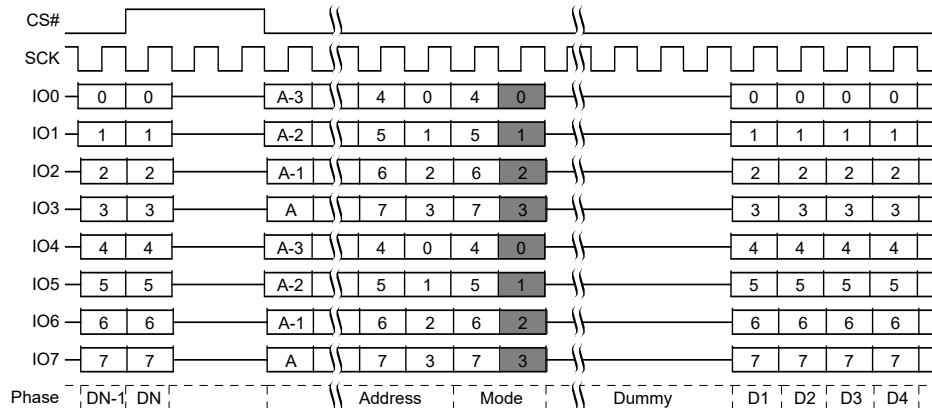 CS#
SCK
IO0 0 0 A-3 4 0 4 0 0 0 0 0
IO1 1 1 A-2 5 1 5 1 1 1 1 1
IO2 2 2 A-1 6 2 6 2 2 2 2 2
IO3 3 3 A 7 3 7 3 3 3 3 3
IO4 4 4 A-3 4 0 4 0 4 4 4 4
IO5 5 5 A-2 5 1 5 1 5 5 5 5
IO6 6 6 A-1 6 2 6 2 6 6 6 6
IO7 7 7 A 7 3 7 3 7 7 7 7
Phase DN-1 DN Address Mode Dummy D1 D2 D3 D4